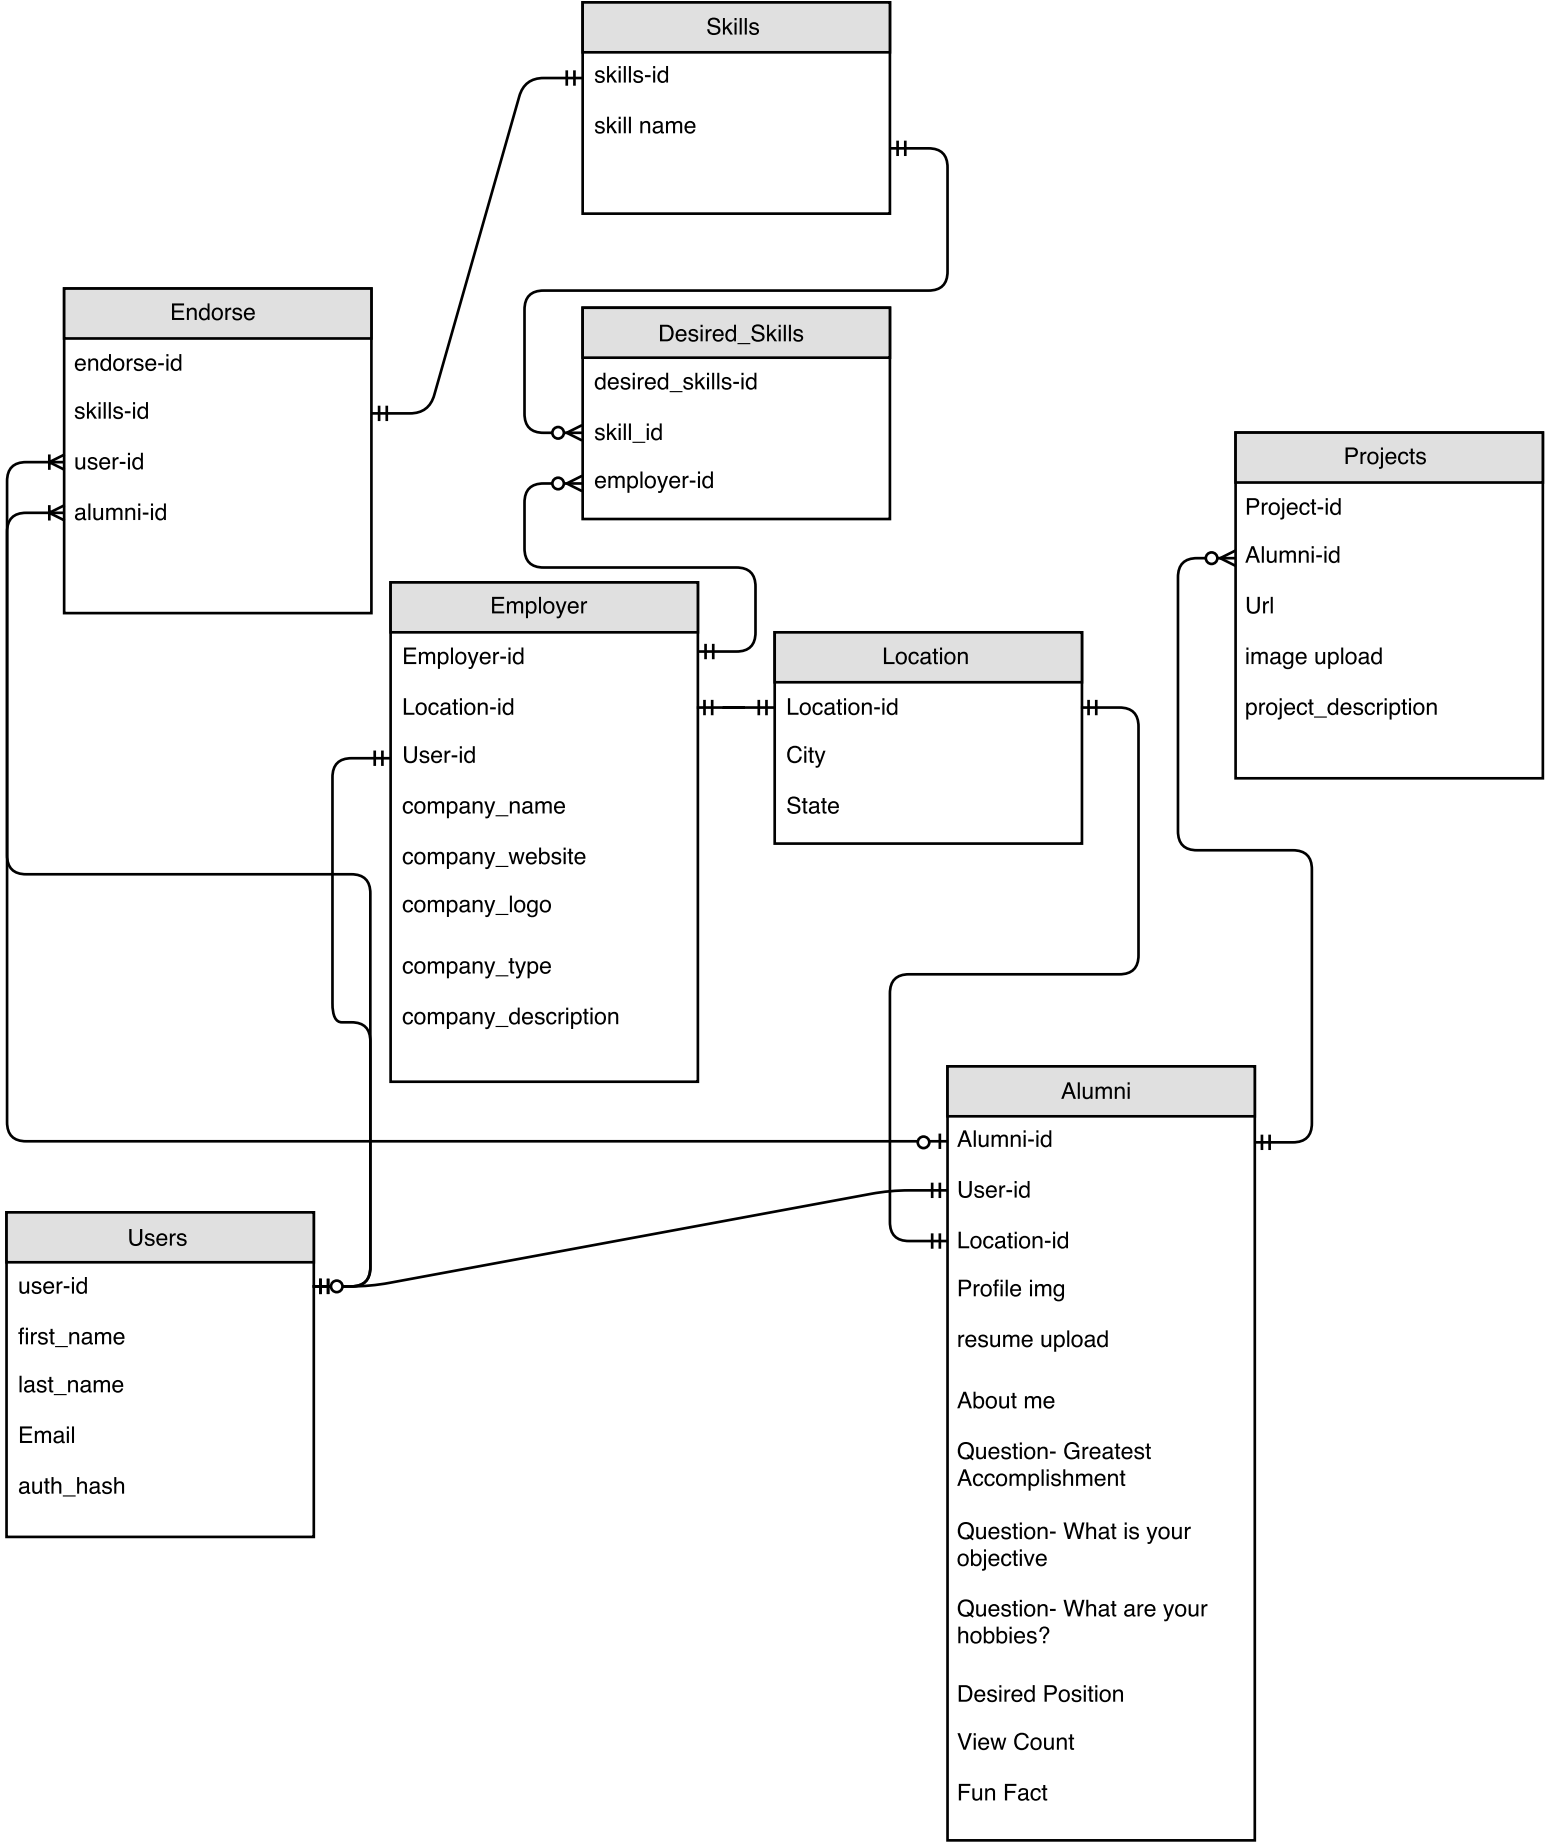 Skills
skills-id
skill name
Endorse
endorse-id
skills-id
user-id
alumni-id
Desired_Skills
desired_skills-id
skill_id
employer-id
Projects
Project-id
Alumni-id
Url
image upload
project_description
Employer
Employer-id
Location-id
User-id
company_name
company_website
company_logo
company_type
company_description
Location
Location-id
City
State
Alumni
Alumni-id
User-id
Location-id
Profile img
resume upload
About me
Question- Greatest
Accomplishment
Question- What is your
objective
Question- What are your
hobbies?
Desired Position
View Count
Fun Fact
Users
user-id
first_name
last_name
Email
auth_hash